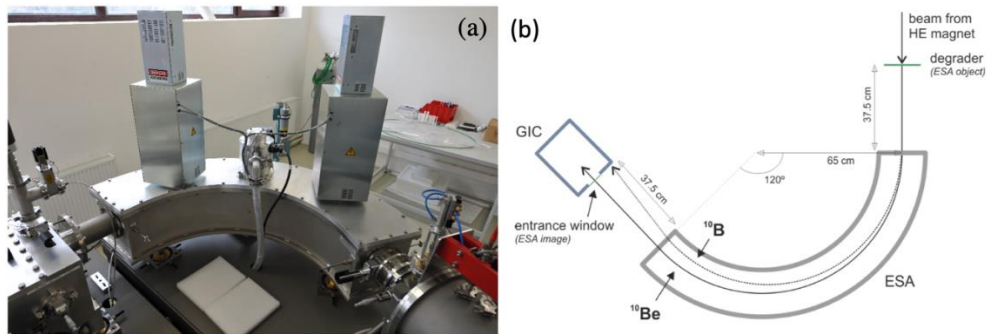 (a)
(b)
beam from
HE magnet
degrader
(ESA object)
37.5 cm
GIC
65 cm
37.5 cm
120º
entrance window
(ESA image)
¹⁰B
ESA
¹⁰Be